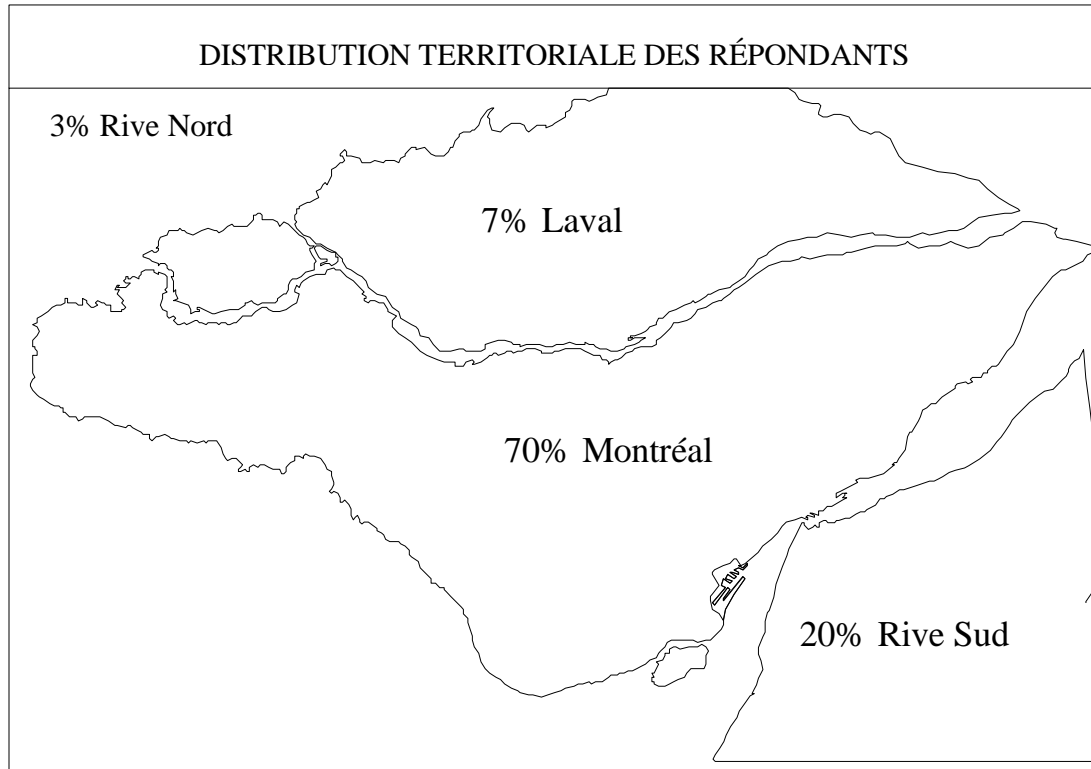 DISTRIBUTION TERRITORIALE DES RÉPONDANTS
3% Rive Nord
7% Laval
70% Montréal
20% Rive Sud